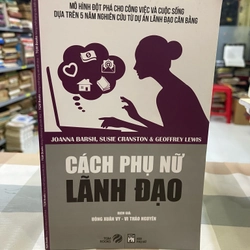 MÔ HÌNH ĐỘT PHÁ CHO CÔNG VIỆC VÀ CUỘC SỐNG
DỰA TRÊN 5 NĂM NGHIÊN CỨU TỪ DỰ ÁN LÃNH ĐẠO CÂN BẰNG
JOANNA BARSH, SUSIE CRANSTON & GEOFFREY LEWIS
CÁCH PHỤ NỮ
LÃNH ĐẠO